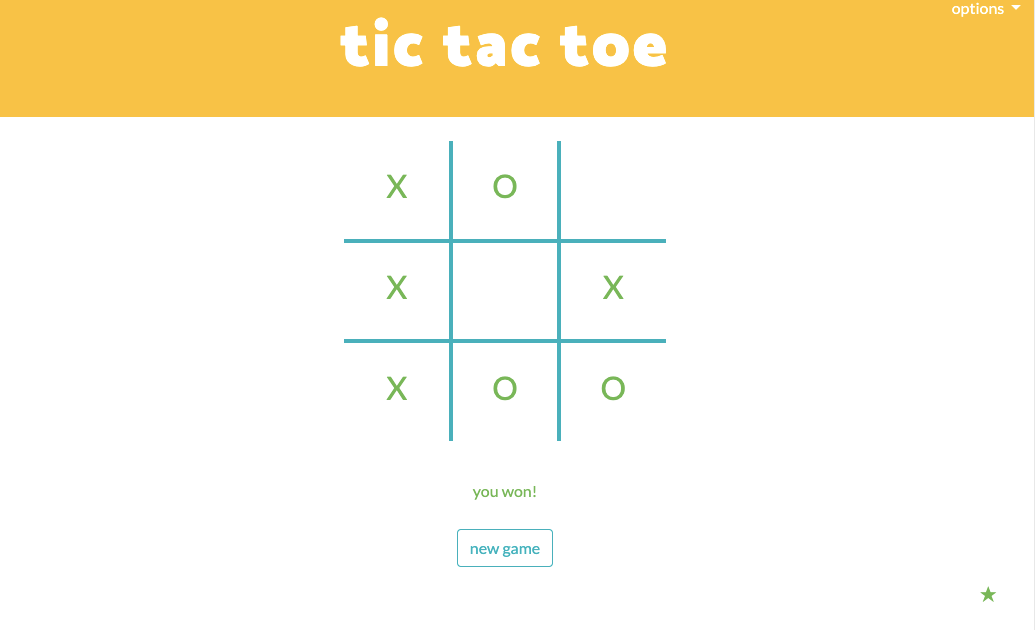 options
tic tac toe
X O
X X
X O O
you won!
new game